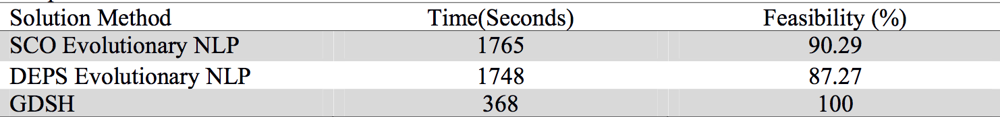 Solution Method Time(Seconds) Feasibility (%)
SCO Evolutionary NLP 1765 90.29
DEPS Evolutionary NLP 1748 87.27
GDSH 368 100